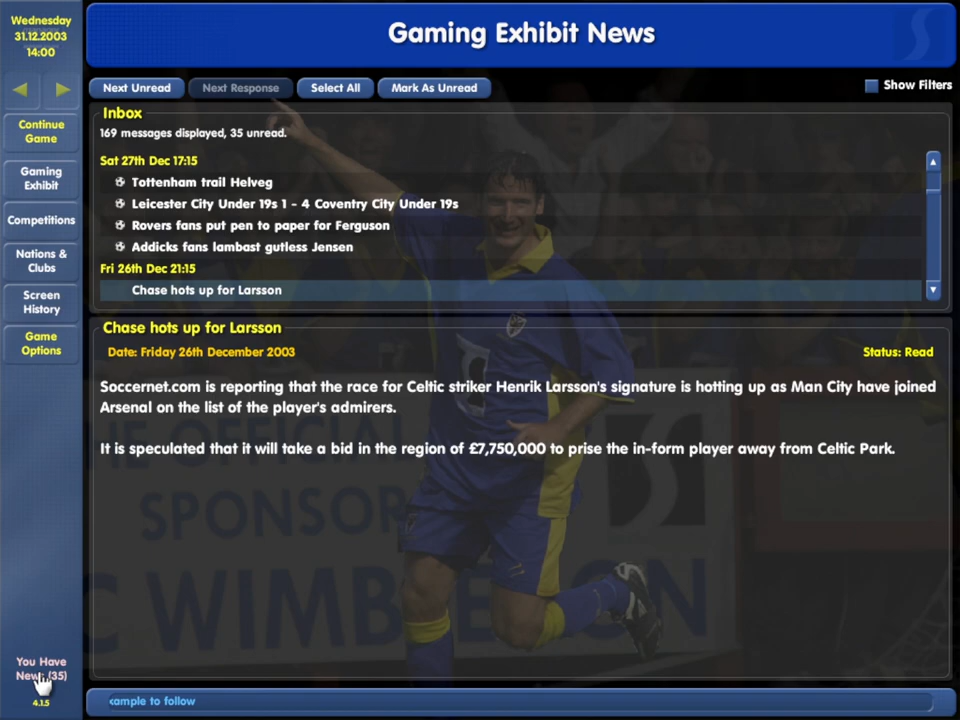 Wednesday
31.12.2003
14:00
Continue
Game
Gaming
Exhibit
Competitions
Nations &
Clubs
Screen
History
Game
Options
You Have
News (35)
4.1.5
Gaming Exhibit News
Next Unread
Next Response
Select All
Mark As Unread
Show Filters
Inbox
169 messages displayed, 35 unread.
Sat 27th Dec 17:15
Tottenham trail Helveg
Leicester City Under 19s 1 - 4 Coventry City Under 19s
Rovers fans put pen to paper for Ferguson
Addicks fans lambast gutless Jensen
Fri 26th Dec 21:15
Chase hots up for Larsson
Chase hots up for Larsson
Date: Friday 26th December 2003
Status: Read
Soccernet.com is reporting that the race for Celtic striker Henrik Larsson's signature is hotting up as Man City have joined
Arsenal on the list of the player's admirers.
It is speculated that it will take a bid in the region of £7,750,000 to prise the in-form player away from Celtic Park.
HE OFFICIAL
SPONSOR
C WIMBLEDON
ample to follow